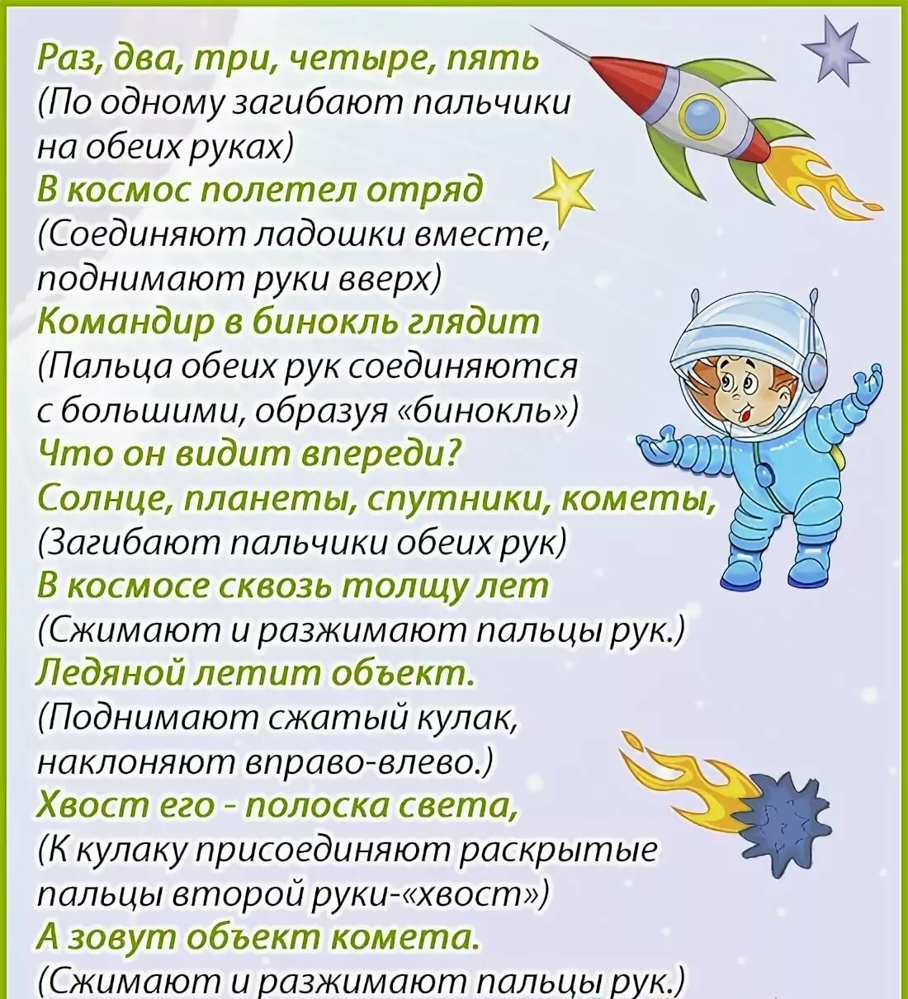 Раз, два, три, четыре, пять
(По одному загибают пальчики
на обеих руках)
В космос полетел отряд
(Соединяют ладошки вместе,
поднимают руки вверх)
Командир в бинокль глядит
(Пальца обеих рук соединяются
с большими, образуя «бинокль»)
Что он видит впереди?
Солнце, планеты, спутники, кометы,
(Загибают пальчики обеих рук)
В космосе сквозь толщу лет
(Сжимают и разжимают пальцы рук.)
Ледяной летит объект.
(Поднимают сжатый кулак,
наклоняют вправо-влево.)
Хвост его - полоска света,
(К кулаку присоединяют раскрытые
пальцы второй руки-«хвост»)
А зовут объект комета.
(Сжимают и разжимают пальцы рук.)